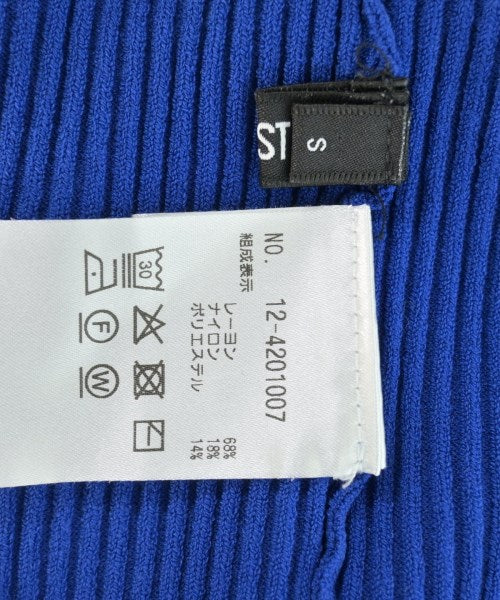 ST
S
NO. 12-4201007
組成表示
レーヨン 68%
ナイロン 18%
ポリエステル 14%
30
F
W